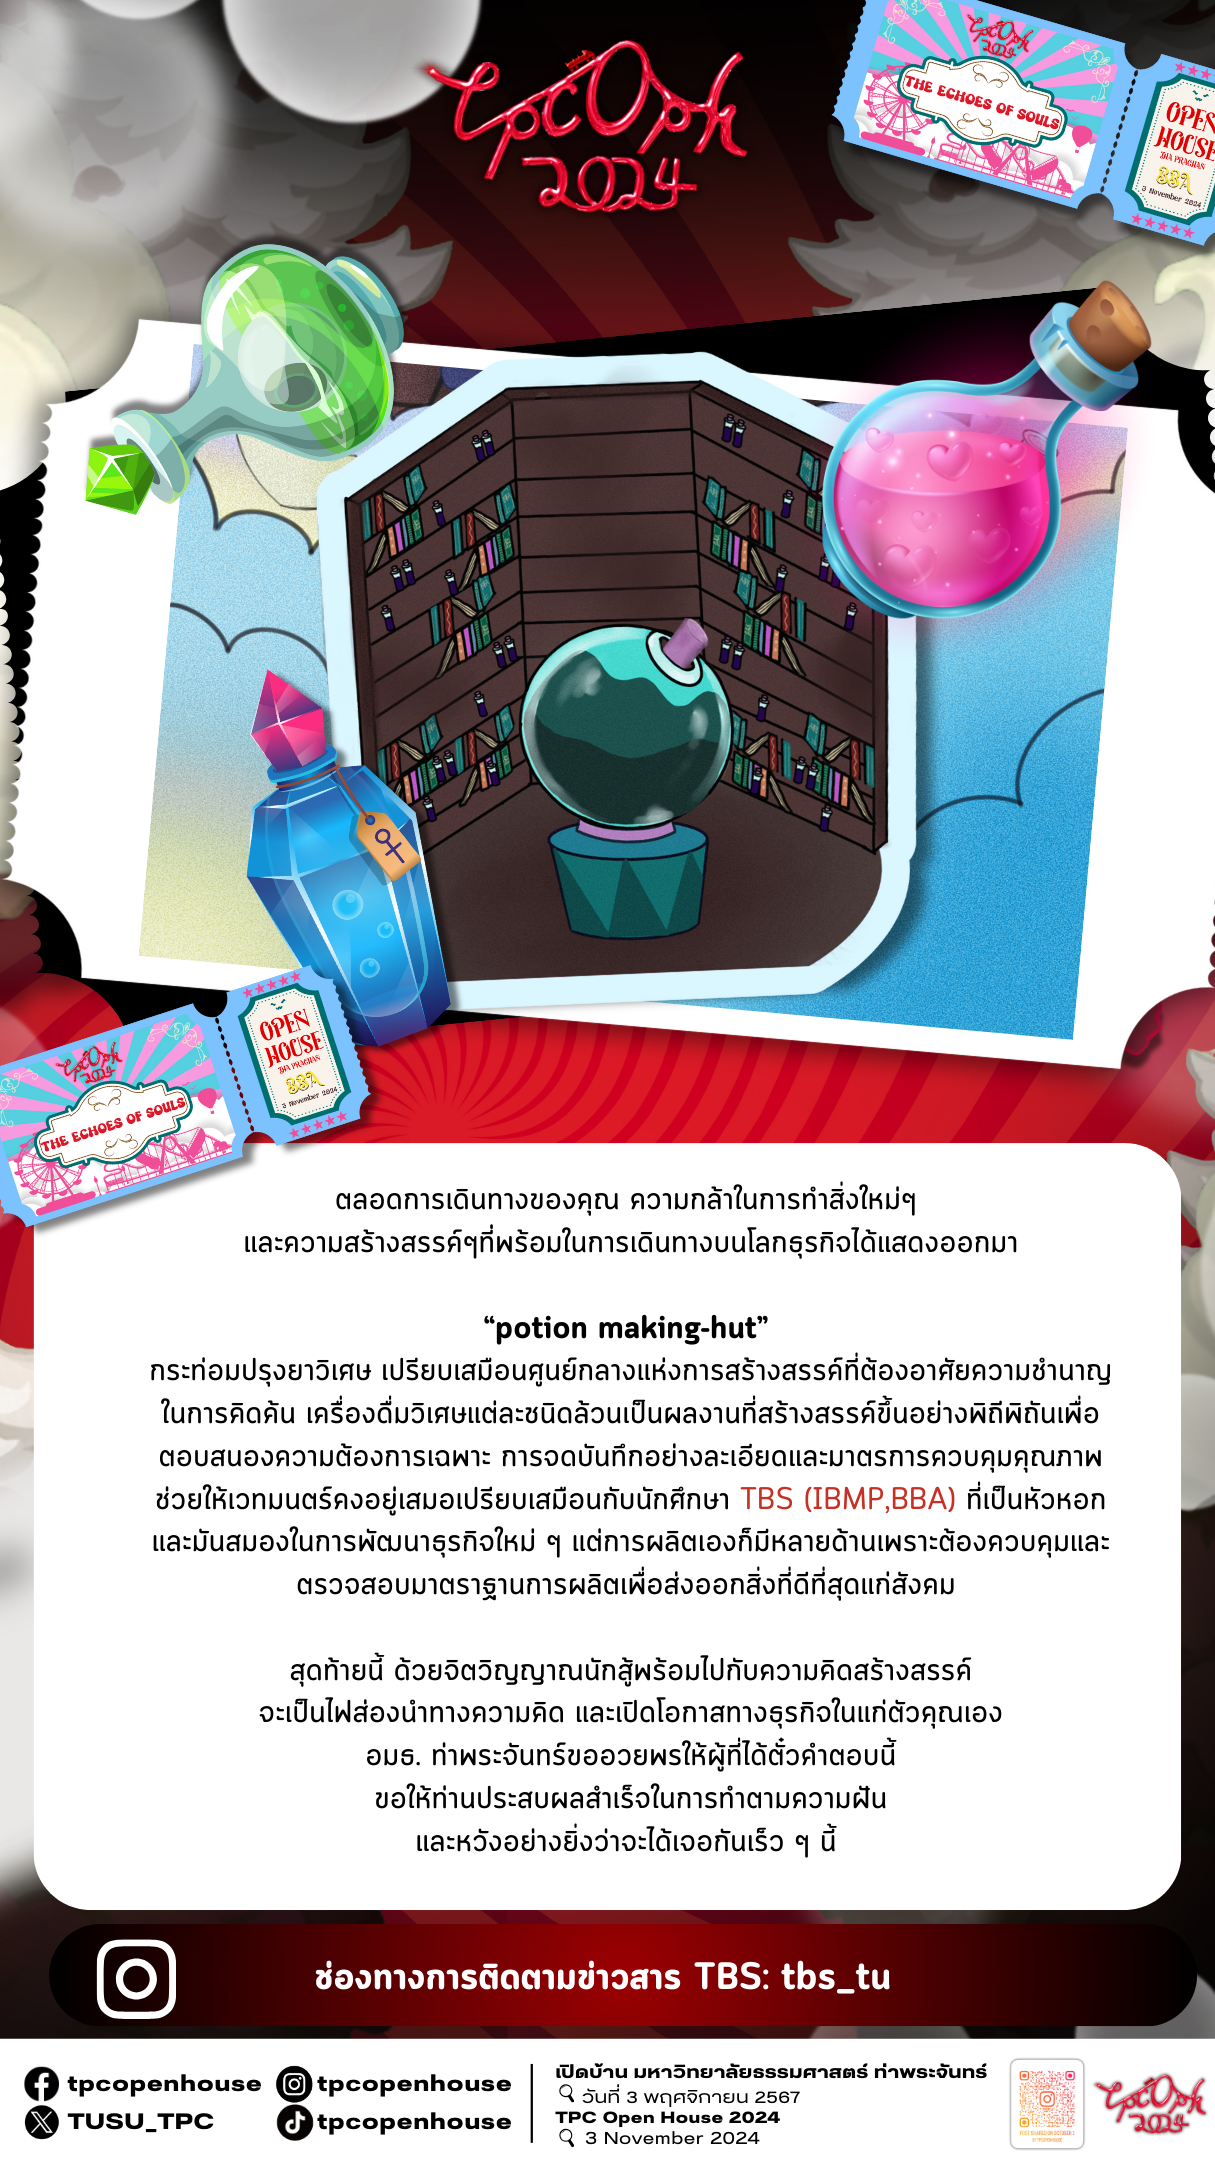 tpcOph
2024
tpcOph
2024
THE ECHOES OF SOULS
OPEN
HOUSE
THA PRACHAN
BBA
3 November 2024
tpcOph
2024
THE ECHOES OF SOULS
OPEN
HOUSE
THA PRACHAN
BBA
3 November 2024
ตลอดการเดินทางของคุณ ความกล้าในการทำสิ่งใหม่ๆ
และความสร้างสรรค์ๆที่พร้อมในการเดินทางบนโลกธุรกิจได้แสดงออกมา
“potion making-hut”
กระท่อมปรุงยาวิเศษ เปรียบเสมือนศูนย์กลางแห่งการสร้างสรรค์ที่ต้องอาศัยความชำนาญ
ในการคิดค้น เครื่องดื่มวิเศษแต่ละชนิดล้วนเป็นผลงานที่สร้างสรรค์ขึ้นอย่างพิถีพิถันเพื่อ
ตอบสนองความต้องการเฉพาะ การจดบันทึกอย่างละเอียดและมาตรการควบคุมคุณภาพ
ช่วยให้เวทมนตร์คงอยู่เสมอเปรียบเสมือนกับนักศึกษา TBS (IBMP,BBA) ที่เป็นหัวหอก
และมันสมองในการพัฒนาธุรกิจใหม่ ๆ แต่การผลิตเองก็มีหลายด้านเพราะต้องควบคุมและ
ตรวจสอบมาตราฐานการผลิตเพื่อส่งออกสิ่งที่ดีที่สุดแก่สังคม
สุดท้ายนี้ ด้วยจิตวิญญาณนักสู้พร้อมไปกับความคิดสร้างสรรค์
จะเป็นไฟส่องนำทางความคิด และเปิดโอกาสทางธุรกิจในแก่ตัวคุณเอง
อมธ. ท่าพระจันทร์ขออวยพรให้ผู้ที่ได้ตั๋วคำตอบนี้
ขอให้ท่านประสบผลสำเร็จในการทำตามความฝัน
และหวังอย่างยิ่งว่าจะได้เจอกันเร็ว ๆ นี้
ช่องทางการติดตามข่าวสาร TBS: tbs_tu
tpcopenhouse
tpcopenhouse
TUSU_TPC
tpcopenhouse
เปิดบ้าน มหาวิทยาลัยธรรมศาสตร์ ท่าพระจันทร์
วันที่ 3 พฤศจิกายน 2567
TPC Open House 2024
3 November 2024
tpcOph
2024